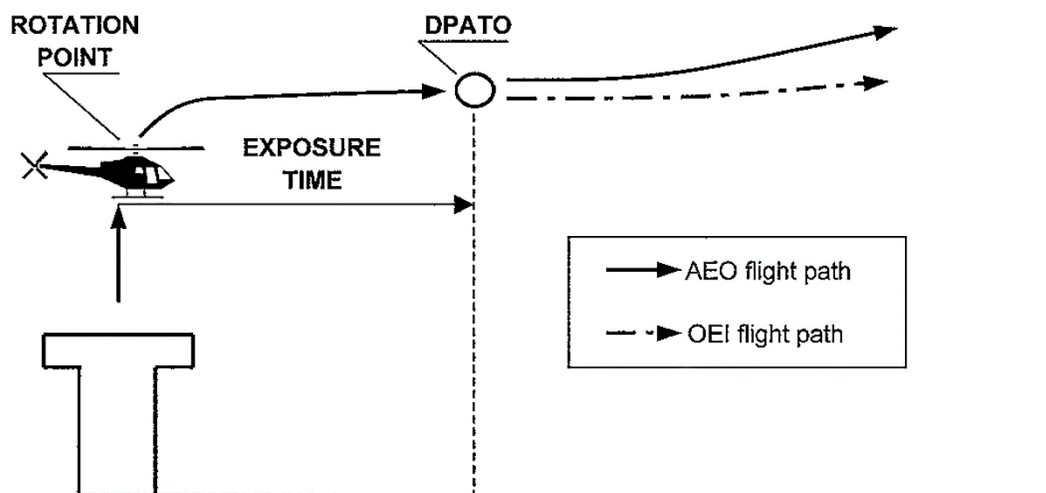 ROTATION
POINT
DPATO
EXPOSURE
TIME
AEO flight path
OEI flight path